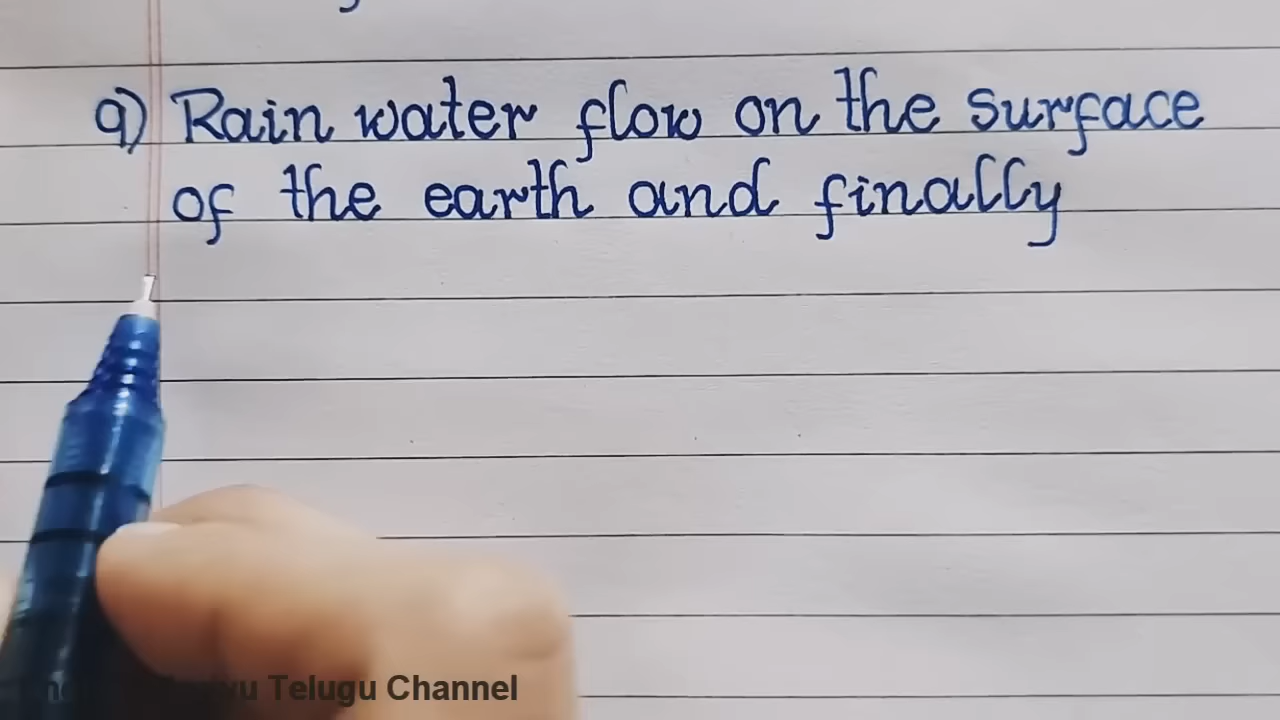 9) Rain water flow on the surface
of the earth and finally
Telugu Channel